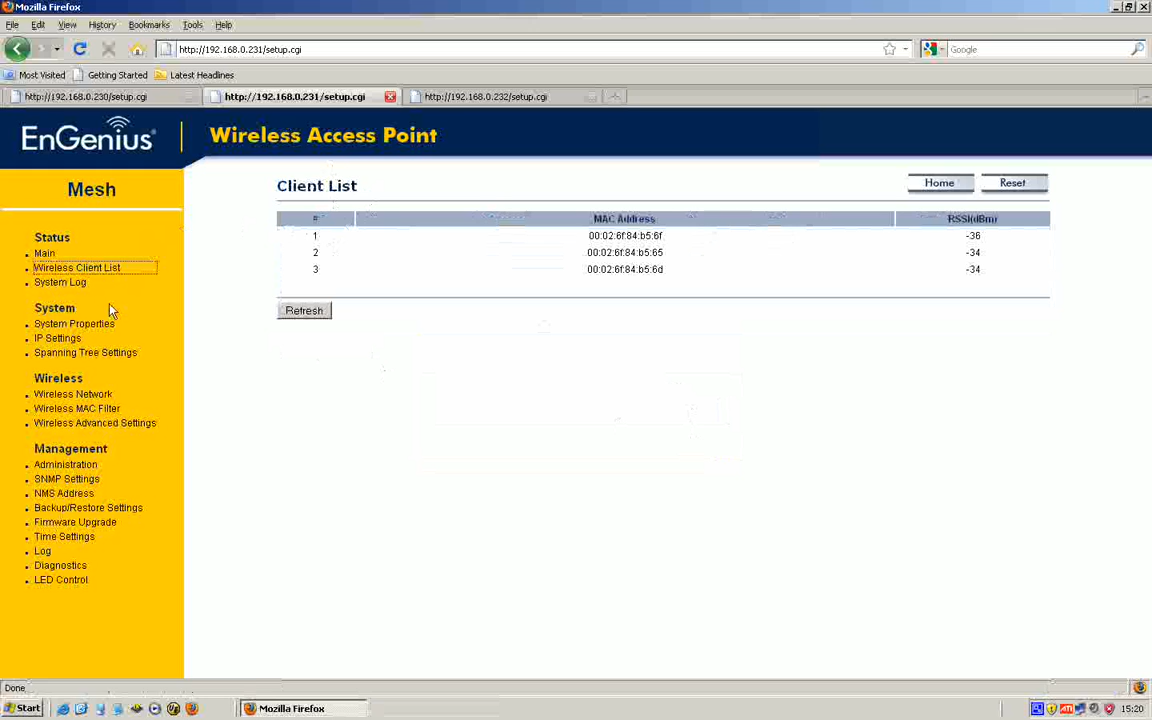 Mozilla Firefox
File Edit View History Bookmarks Tools Help
http://192.168.0.231/setup.cgi
Google
Most Visited Getting Started Latest Headlines
http://192.168.0.230/setup.cgi http://192.168.0.231/setup.cgi http://192.168.0.232/setup.cgi
EnGenius Wireless Access Point
Mesh
Client List
Home Reset
# MAC Address RSSI(dBm)
1 00:02:6f:84:b5:6f -36
2 00:02:6f:84:b5:65 -34
3 00:02:6f:84:b5:6d -34
Refresh
Status
Main
Wireless Client List
System Log
System
System Properties
IP Settings
Spanning Tree Settings
Wireless
Wireless Network
Wireless MAC Filter
Wireless Advanced Settings
Management
Administration
SNMP Settings
NMS Address
Backup/Restore Settings
Firmware Upgrade
Time Settings
Log
Diagnostics
LED Control
Done
Start Mozilla Firefox 15:20